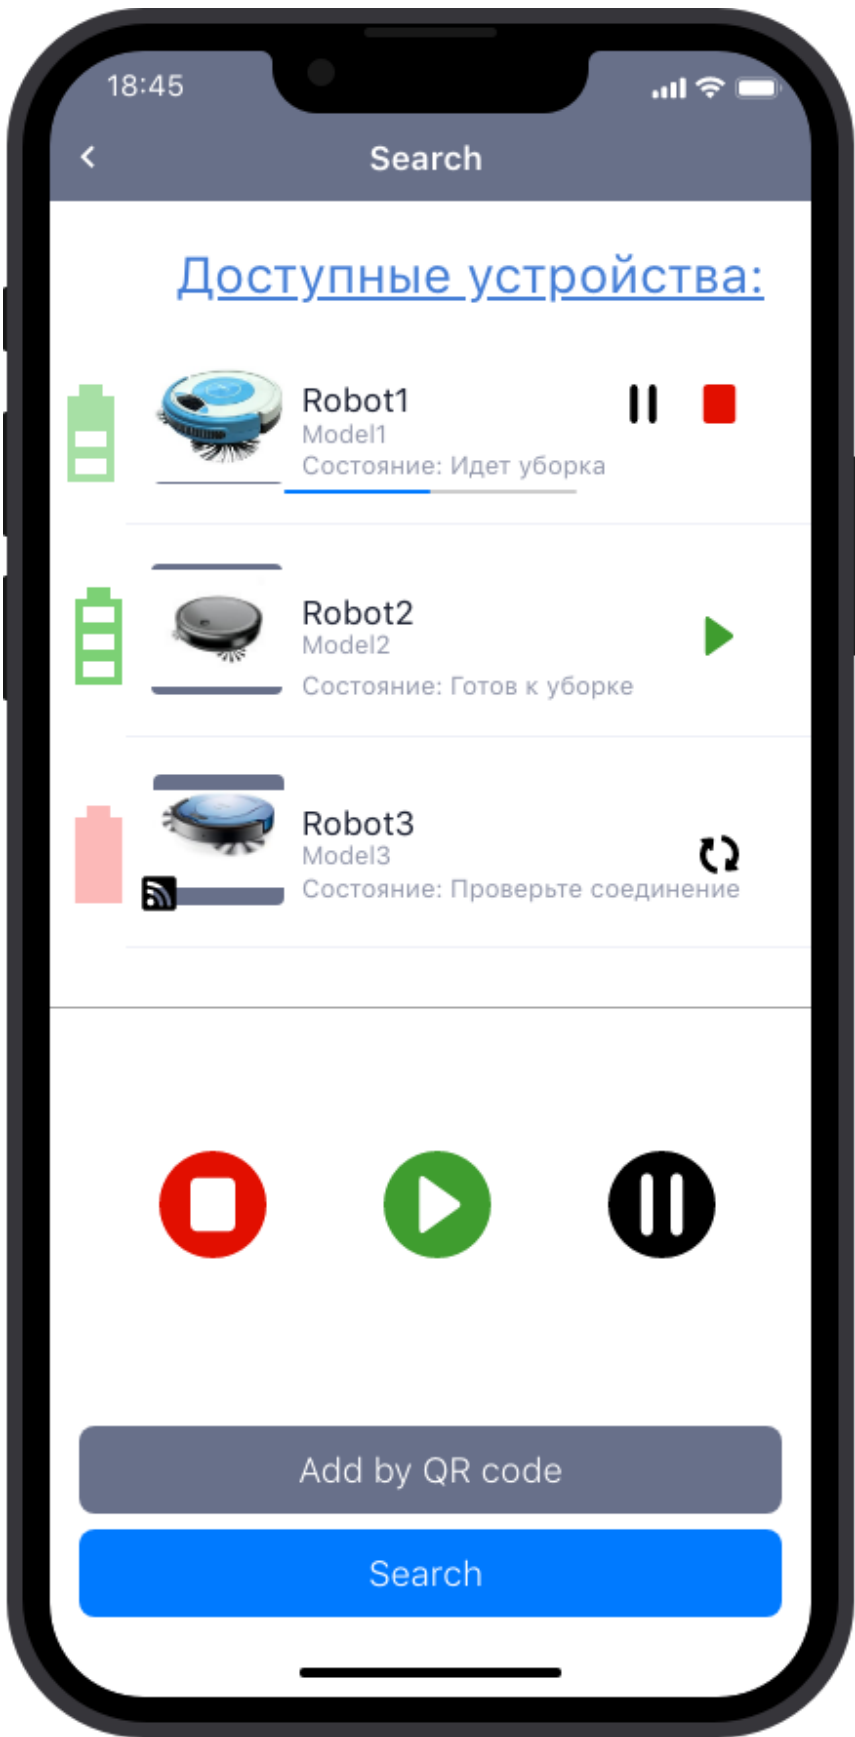 18:45
Search
Доступные устройства:
Robot1
Model1
Состояние: Идет уборка
Robot2
Model2
Состояние: Готов к уборке
Robot3
Model3
Состояние: Проверьте соединение
Add by QR code
Search